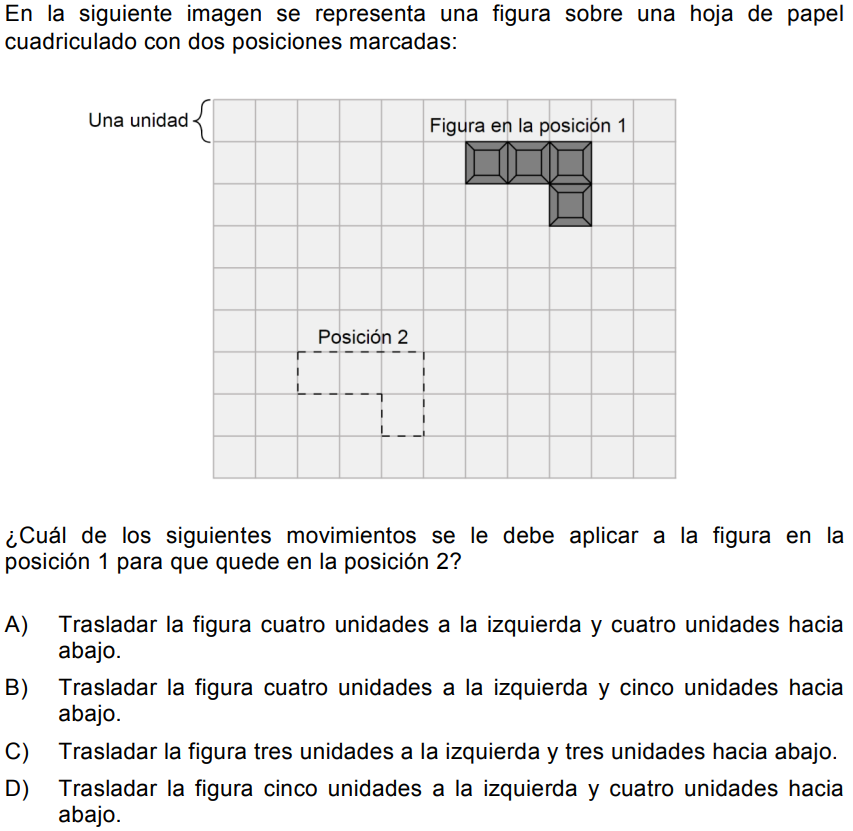 En la siguiente imagen se representa una figura sobre una hoja de papel
cuadriculado con dos posiciones marcadas:
Una unidad
Figura en la posición 1
Posición 2
¿Cuál de los siguientes movimientos se le debe aplicar a la figura en la
posición 1 para que quede en la posición 2?
A) Trasladar la figura cuatro unidades a la izquierda y cuatro unidades hacia
abajo.
B) Trasladar la figura cuatro unidades a la izquierda y cinco unidades hacia
abajo.
C) Trasladar la figura tres unidades a la izquierda y tres unidades hacia abajo.
D) Trasladar la figura cinco unidades a la izquierda y cuatro unidades hacia
abajo.